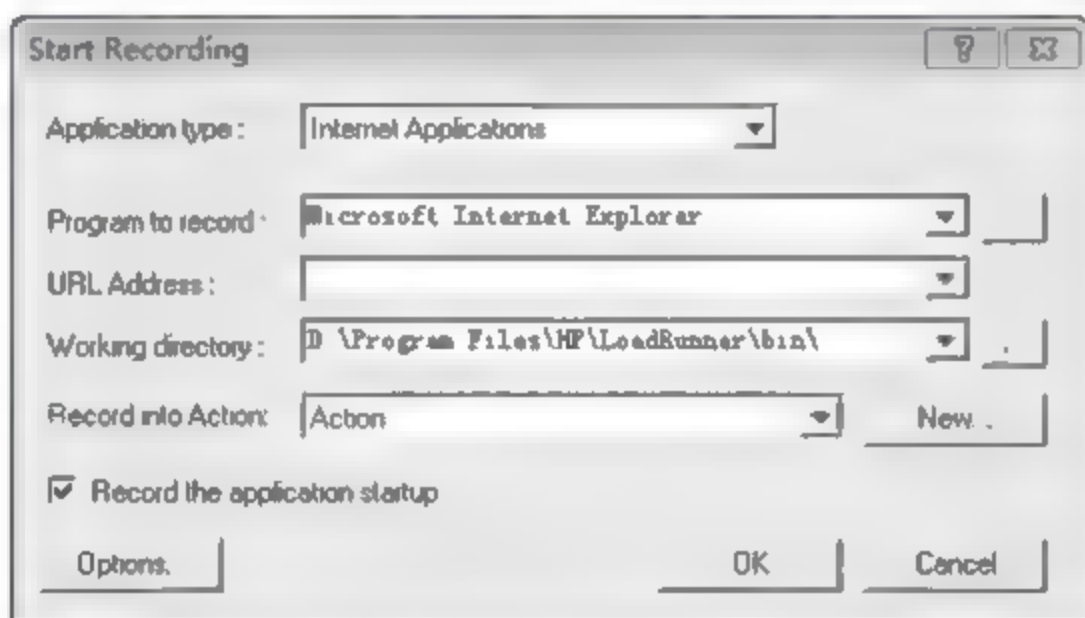 Start Recording
Application type :
Internet Applications
Program to record :
Microsoft Internet Explorer
URL Address :
Working directory :
D \Program Files\HP\LoadRunner\bin\
Record into Action:
Action
New...
Record the application startup
Options.
OK
Cancel